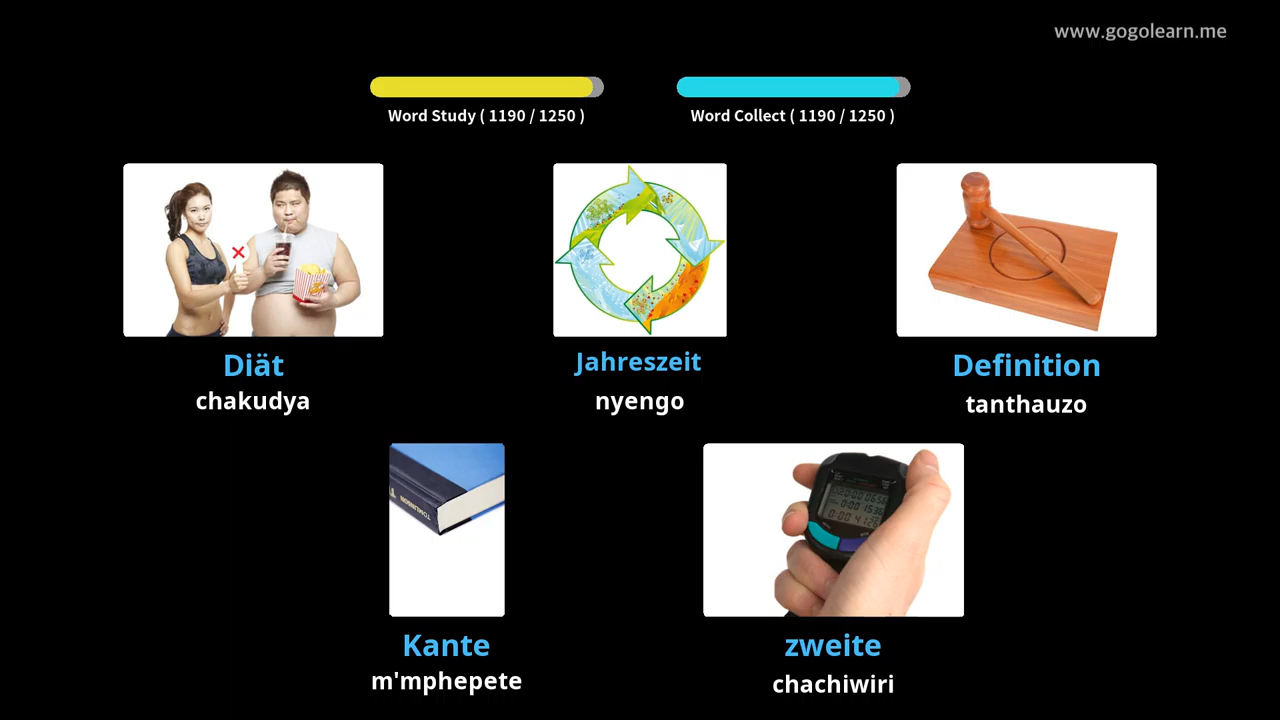 www.gogolearn.me
Word Study ( 1190 / 1250 )
Word Collect ( 1190 / 1250 )
Diät
chakudya
Jahreszeit
nyengo
Definition
tanthauzo
TOMLINSON
Kante
m'mphepete
zweite
chachiwiri